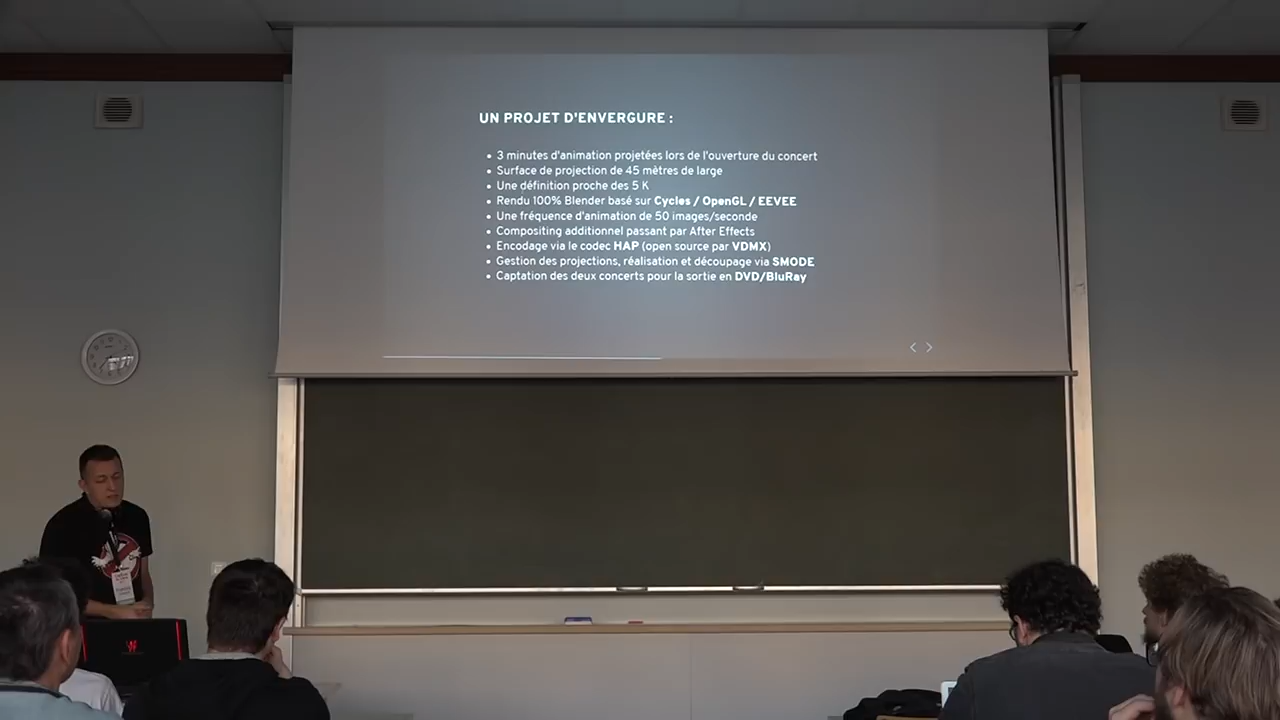 UN PROJET D'ENVERGURE :
• 3 minutes d'animation projetées lors de l'ouverture du concert
• Surface de projection de 45 mètres de large
• Une définition proche des 5 K
• Rendu 100% Blender basé sur Cycles / OpenGL / EEVEE
• Une fréquence d'animation de 50 images/seconde
• Compositing additionnel passant par After Effects
• Encodage via le codec HAP (open source par VDMX)
• Gestion des projections, réalisation et découpage via SMODE
• Captation des deux concerts pour la sortie en DVD/BluRay